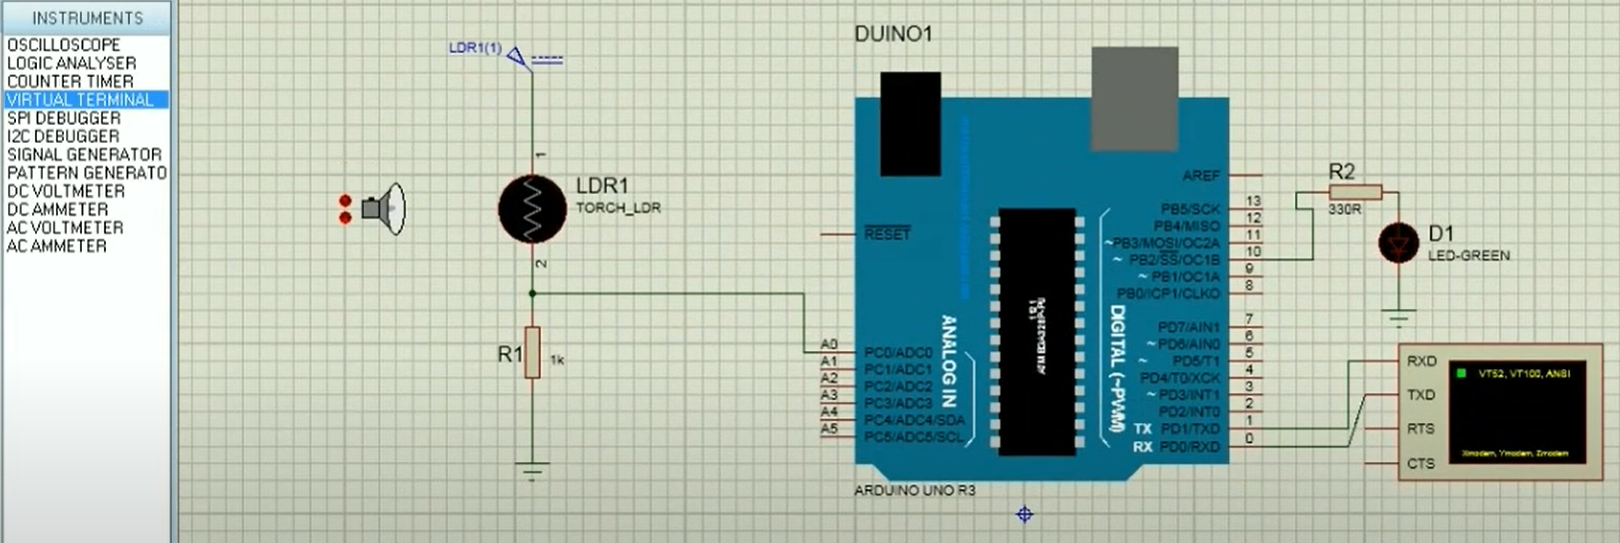 INSTRUMENTS
OSCILLOSCOPE
LOGIC ANALYSER
COUNTER TIMER
VIRTUAL TERMINAL
SPI DEBUGGER
I2C DEBUGGER
SIGNAL GENERATOR
PATTERN GENERATO
DC VOLTMETER
DC AMMETER
AC VOLTMETER
AC AMMETER
LDR1(1)
1
LDR1
TORCH_LDR
2
R1
1k
DUINO1
RESET
A0 PC0/ADC0
A1 PC1/ADC1
A2 PC2/ADC2
A3 PC3/ADC3
A4 PC4/ADC4/SDA
A5 PC5/ADC5/SCL
ANALOG IN
ATMEGA328P-PU
DIGITAL (~PWM)
AREF
PB5/SCK 13
PB4/MISO 12
~PB3/MOSI/OC2A 11
~ PB2/SS/OC1B 10
~ PB1/OC1A 9
PB0/ICP1/CLKO 8
PD7/AIN1 7
~PD6/AIN0 6
~ PD5/T1 5
PD4/T0/XCK 4
~PD3/INT1 3
PD2/INT0 2
TX PD1/TXD 1
RX PD0/RXD 0
ARDUINO UNO R3
R2
330R
D1
LED-GREEN
RXD
TXD
RTS
CTS
VT52, VT100, ANSI
Xmodem, Ymodem, Zmodem